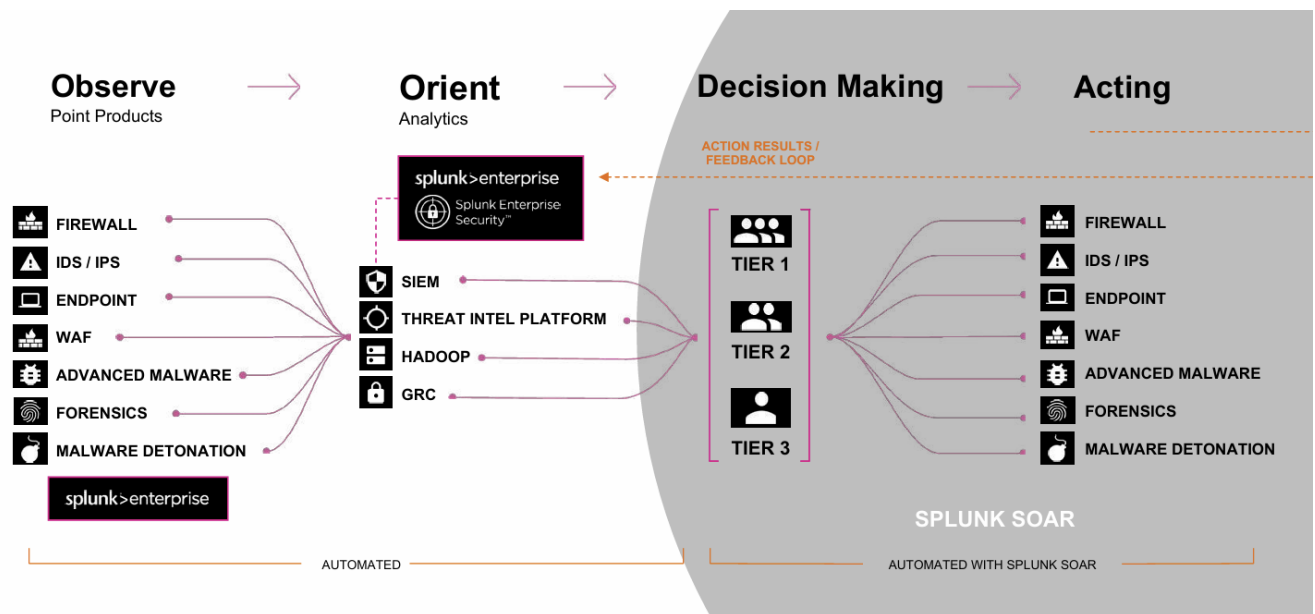 Observe
Point Products
Orient
Analytics
Decision Making
Acting
ACTION RESULTS /
FEEDBACK LOOP
splunk>enterprise
Splunk Enterprise
Security™
FIREWALL
IDS / IPS
ENDPOINT
WAF
ADVANCED MALWARE
FORENSICS
MALWARE DETONATION
splunk>enterprise
SIEM
THREAT INTEL PLATFORM
HADOOP
GRC
TIER 1
TIER 2
TIER 3
FIREWALL
IDS / IPS
ENDPOINT
WAF
ADVANCED MALWARE
FORENSICS
MALWARE DETONATION
SPLUNK SOAR
AUTOMATED
AUTOMATED WITH SPLUNK SOAR